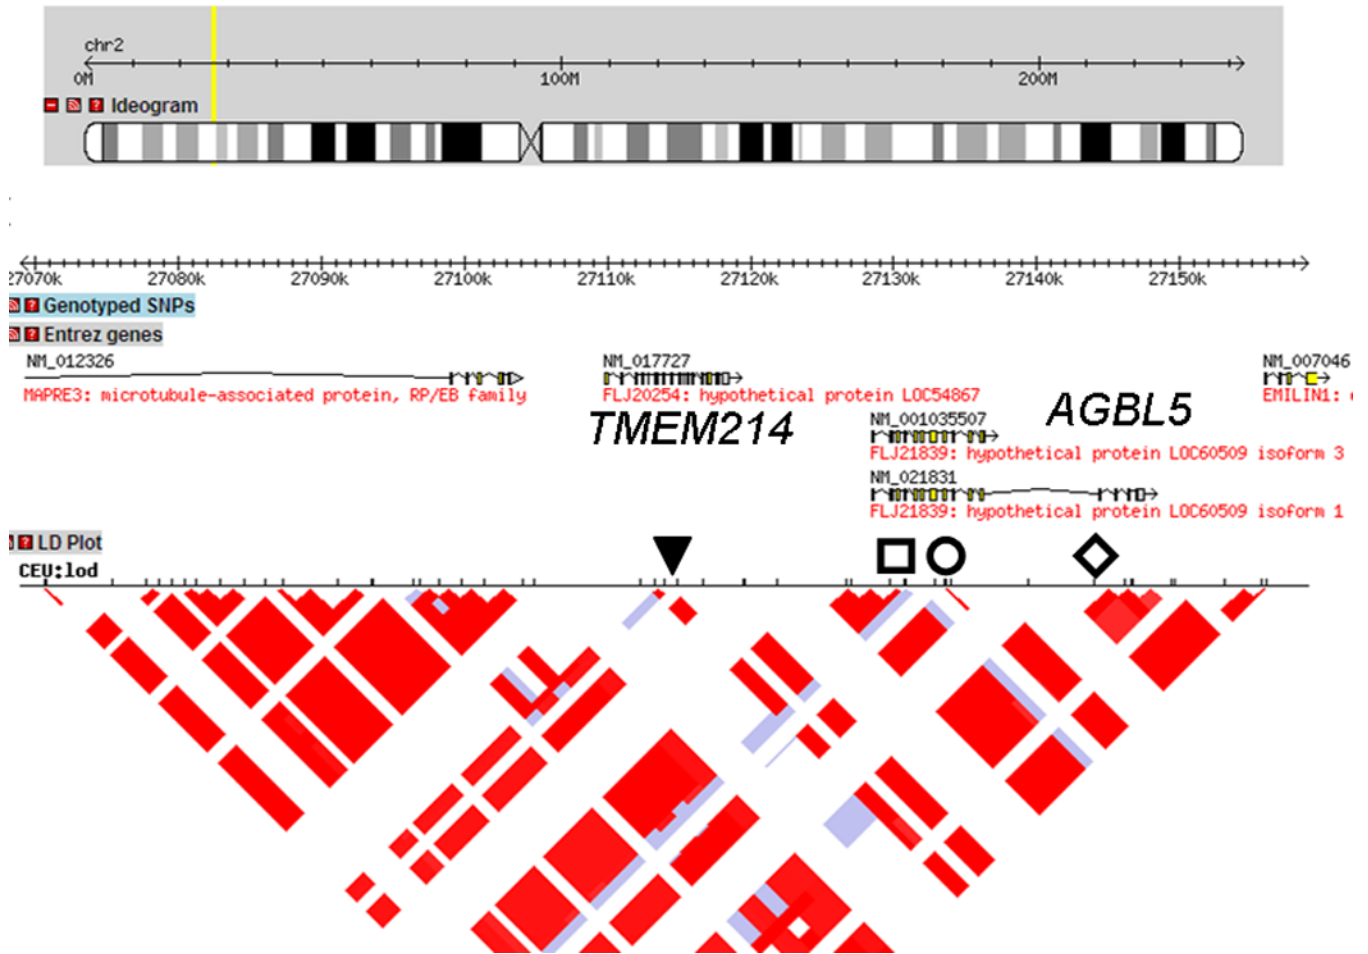 chr2
0M 100M 200M
Ideogram
27070k 27080k 27090k 27100k 27110k 27120k 27130k 27140k 27150k
Genotyped SNPs
Entrez genes
NM_012326 NM_017727 NM_007046
MAPRE3: microtubule-associated protein, RP/EB family FLJ20254: hypothetical protein LOC54867 EMILIN1:
TMEM214 AGBL5
NM_001035507
FLJ21839: hypothetical protein LOC60509 isoform 3
NM_021831
FLJ21839: hypothetical protein LOC60509 isoform 1
LD Plot
CEU:lod